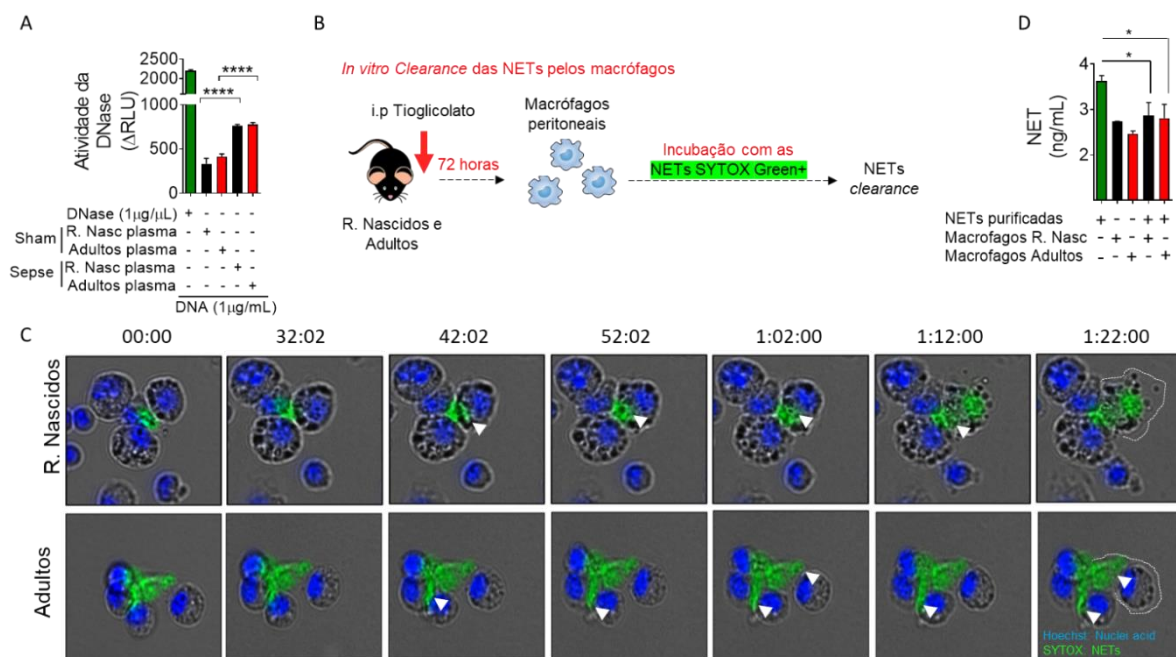 A
Atividade da
DNase
(ΔRLU)
2500
2000
1000
500
0
****
****
DNase (1µg/µL) + - - - -
Sham
R. Nasc plasma - + - - -
Adultos plasma - - + - -
Sepse
R. Nasc plasma - - - + -
Adultos plasma - - - - +
DNA (1µg/mL)
B
In vitro Clearance das NETs pelos macrófagos
i.p Tioglicolato
72 horas
R. Nascidos e
Adultos
Macrófagos
peritoneais
Incubação com as
NETs SYTOX Green+
NETs
clearance
D
NET
(ng/mL)
4
3
2
*
*
NETs purificadas + - - + +
Macrofagos R. Nasc - + - + -
Macrofagos Adultos - - + - +
C
00:00 32:02 42:02 52:02 1:02:00 1:12:00 1:22:00
R. Nascidos
Adultos
Hoechst: Nuclei acid
SYTOX: NETs